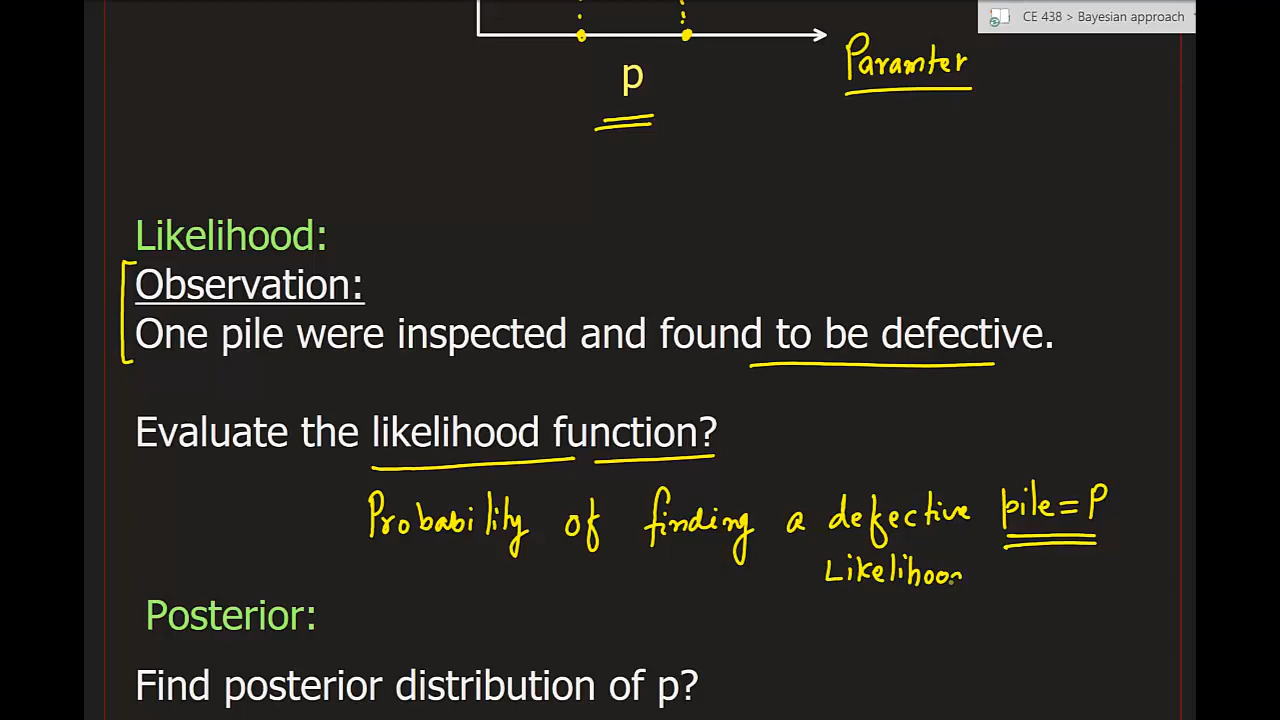 CE 438 > Bayesian approach
Paramter
p
Likelihood:
Observation:
One pile were inspected and found to be defective.
Evaluate the likelihood function?
Probability of finding a defective pile = P
Likelihoo
Posterior:
Find posterior distribution of p?